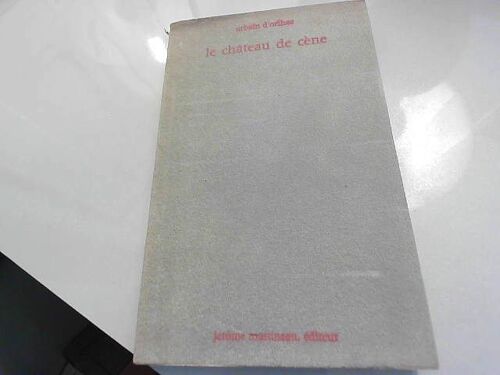 urbain d'orlhac
le château de cène
jérôme martineau, éditeur